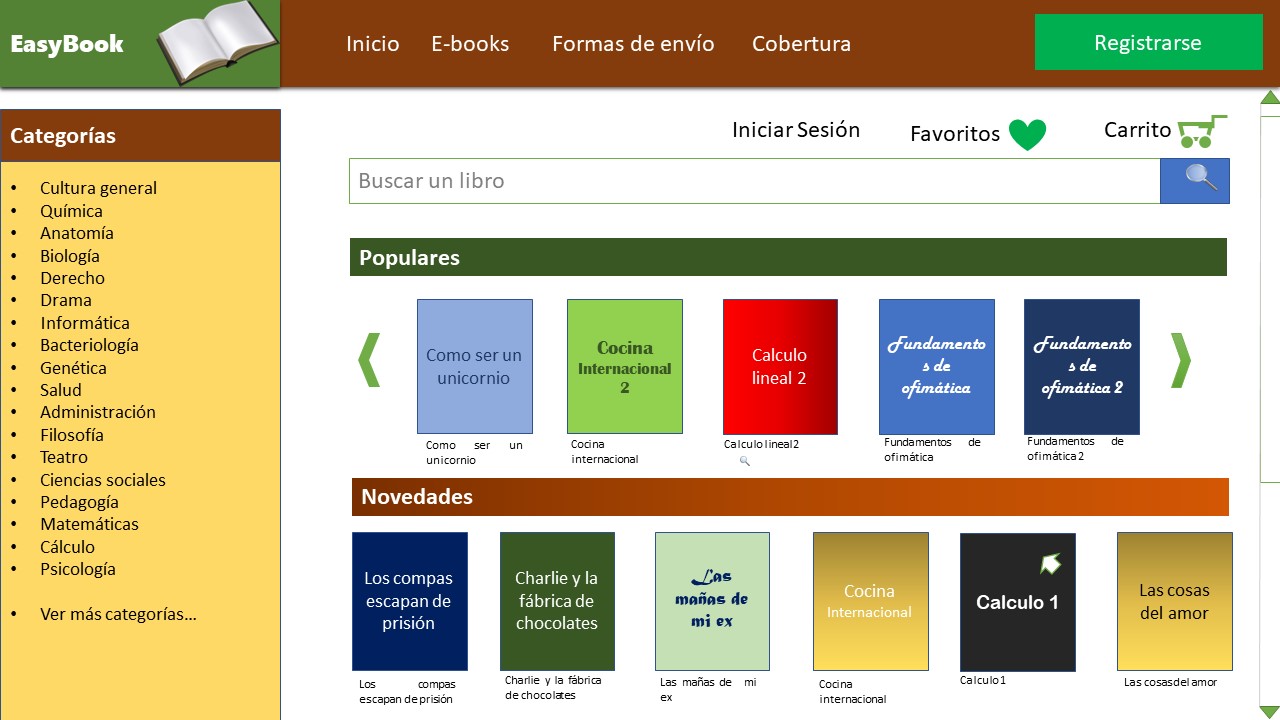 EasyBook
Inicio
E-books
Formas de envío
Cobertura
Registrarse
Iniciar Sesión
Favoritos
Carrito
Buscar un libro
Categorías
• Cultura general
• Química
• Anatomía
• Biología
• Derecho
• Drama
• Informática
• Bacteriología
• Genética
• Salud
• Administración
• Filosofía
• Teatro
• Ciencias sociales
• Pedagogía
• Matemáticas
• Cálculo
• Psicología
• Ver más categorías...
Populares
Como ser un
unicornio
Cocina
Internacional
2
Calculo
lineal 2
Fundamento
s de
ofimática
Fundamento
s de
ofimática 2
Como ser un
unicornio
Cocina
internacional
Calculo lineal 2
Fundamentos de
ofimática
Fundamentos de
ofimática 2
Novedades
Los compas
escapan de
prisión
Charlie y la
fábrica de
chocolates
Las
mañas de
mi ex
Cocina
Internacional
Calculo 1
Las cosas
del amor
Los compas
escapan de prisión
Charlie y la fábrica
de chocolates
Las mañas de mi
ex
Cocina
internacional
Calculo 1
Las cosas del amor